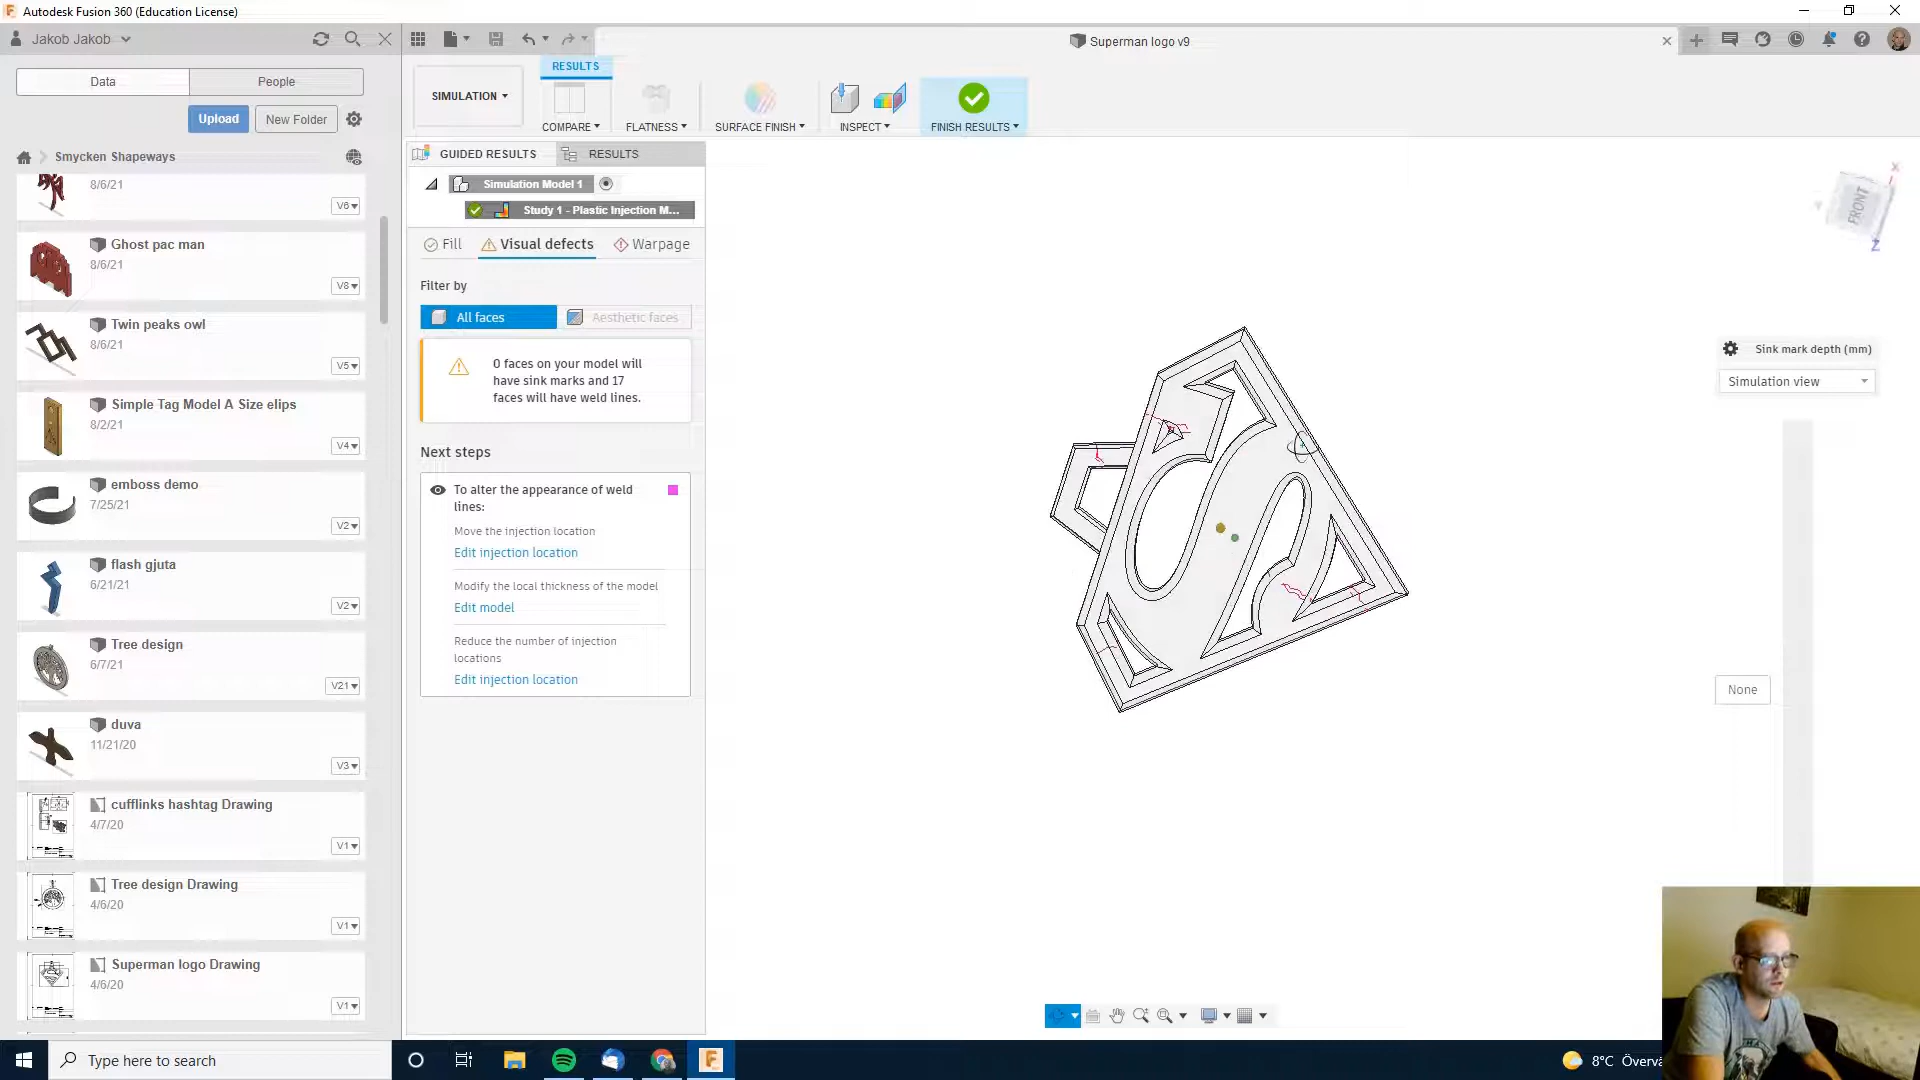 Autodesk Fusion 360 (Education License)
Jakob Jakob
Superman logo v9
Data
People
Upload
New Folder
Smycken Shapeways
8/6/21
V6
Ghost pac man
8/6/21
V8
Twin peaks owl
8/6/21
V5
Simple Tag Model A Size elips
8/2/21
V4
emboss demo
7/25/21
V2
flash gjuta
6/21/21
V2
Tree design
6/7/21
V21
duva
11/21/20
V3
cufflinks hashtag Drawing
4/7/20
V1
Tree design Drawing
4/6/20
V1
Superman logo Drawing
4/6/20
V1
RESULTS
SIMULATION
COMPARE
FLATNESS
SURFACE FINISH
INSPECT
FINISH RESULTS
GUIDED RESULTS
RESULTS
Simulation Model 1
Study 1 - Plastic Injection M...
Fill
Visual defects
Warpage
Filter by
All faces
Aesthetic faces
0 faces on your model will
have sink marks and 17
faces will have weld lines.
Next steps
To alter the appearance of weld
lines:
Move the injection location
Edit injection location
Modify the local thickness of the model
Edit model
Reduce the number of injection
locations
Edit injection location
FRONT
X
Z
Sink mark depth (mm)
Simulation view
None
Type here to search
8°C Överva